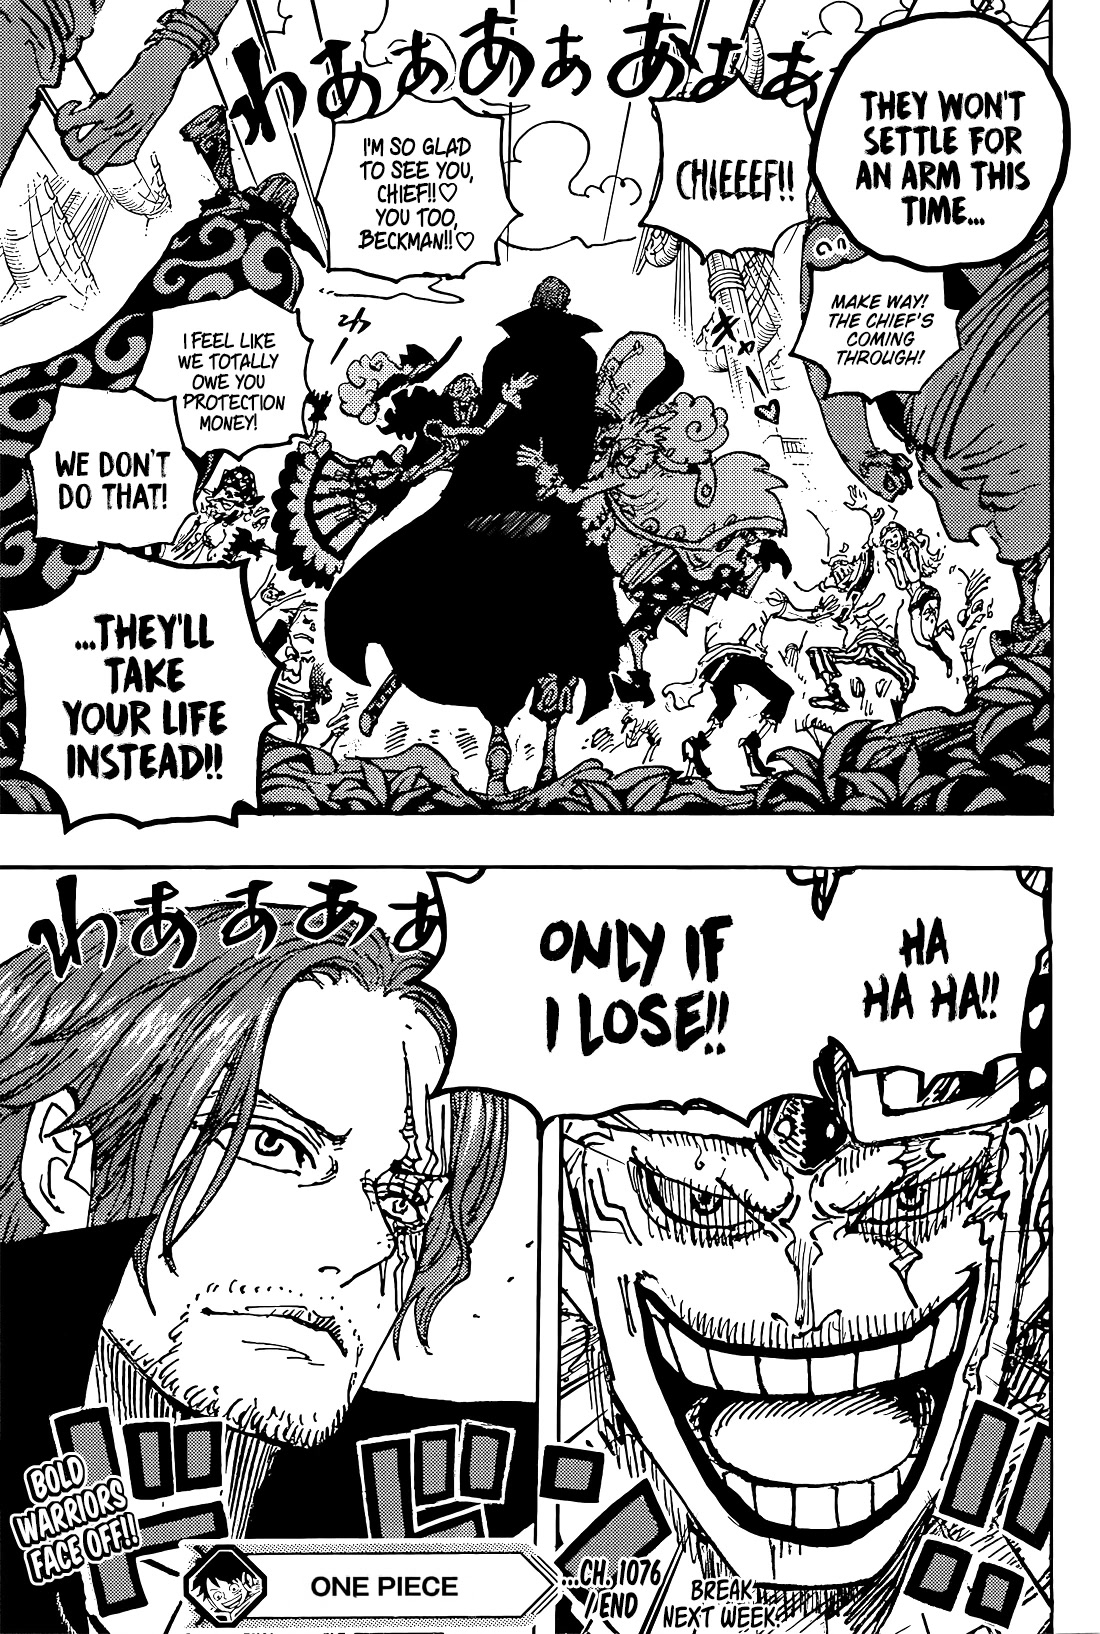 わあぁあぁあぁぁ
THEY WON'T
SETTLE FOR
AN ARM THIS
TIME...
CHIEEEF!!
I'M SO GLAD
TO SEE YOU,
CHIEF!!♡
YOU TOO,
BECKMAN!!♡
MAKE WAY!
THE CHIEF'S
COMING
THROUGH!
I FEEL LIKE
WE TOTALLY
OWE YOU
PROTECTION
MONEY!
WE DON'T
DO THAT!
...THEY'LL
TAKE
YOUR LIFE
INSTEAD!!
HA
HA HA!!
ONLY IF
I LOSE!!
わあぁあぁ
BOLD
WARRIORS
FACE OFF!!
ONE PIECE
...CH. 1076
/ END
BREAK
NEXT WEEK.